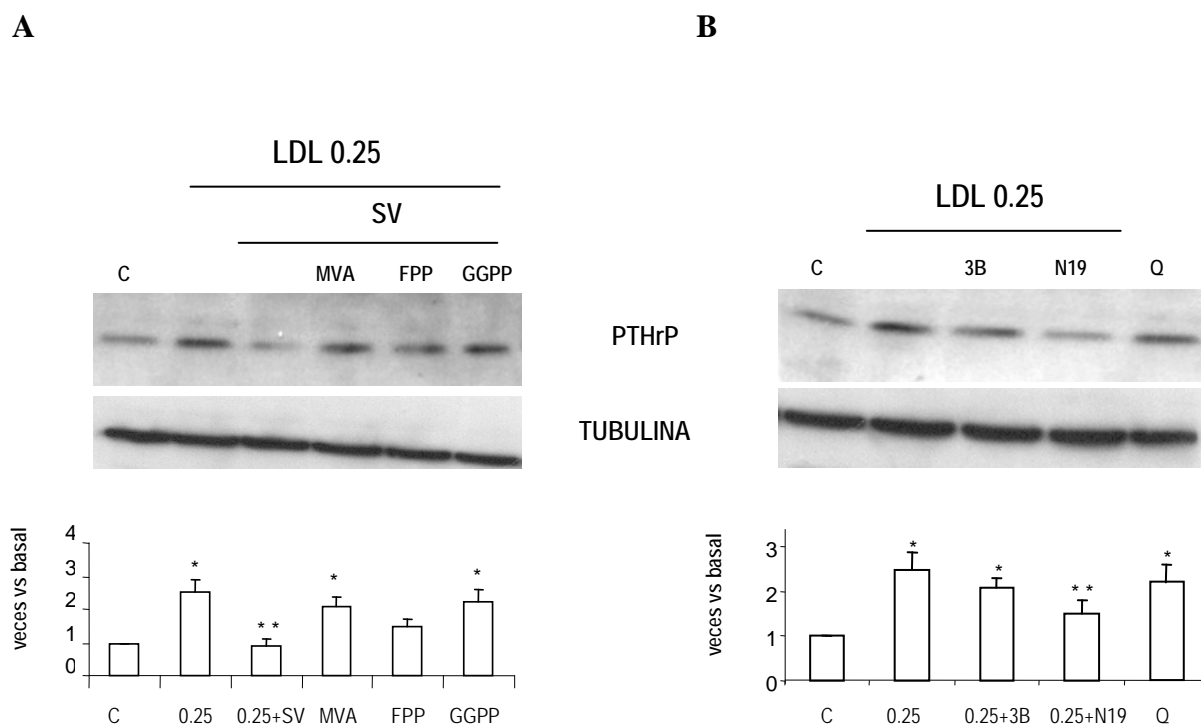 A
B
LDL 0.25
SV
C MVA FPP GGPP
LDL 0.25
C 3B N19 Q
PTHrP
TUBULINA
veces vs basal
4
3
2
1
0
* ** * *
C 0.25 0.25+SV MVA FPP GGPP
veces vs basal
3
2
1
0
* * ** *
C 0.25 0.25+3B 0.25+N19 Q